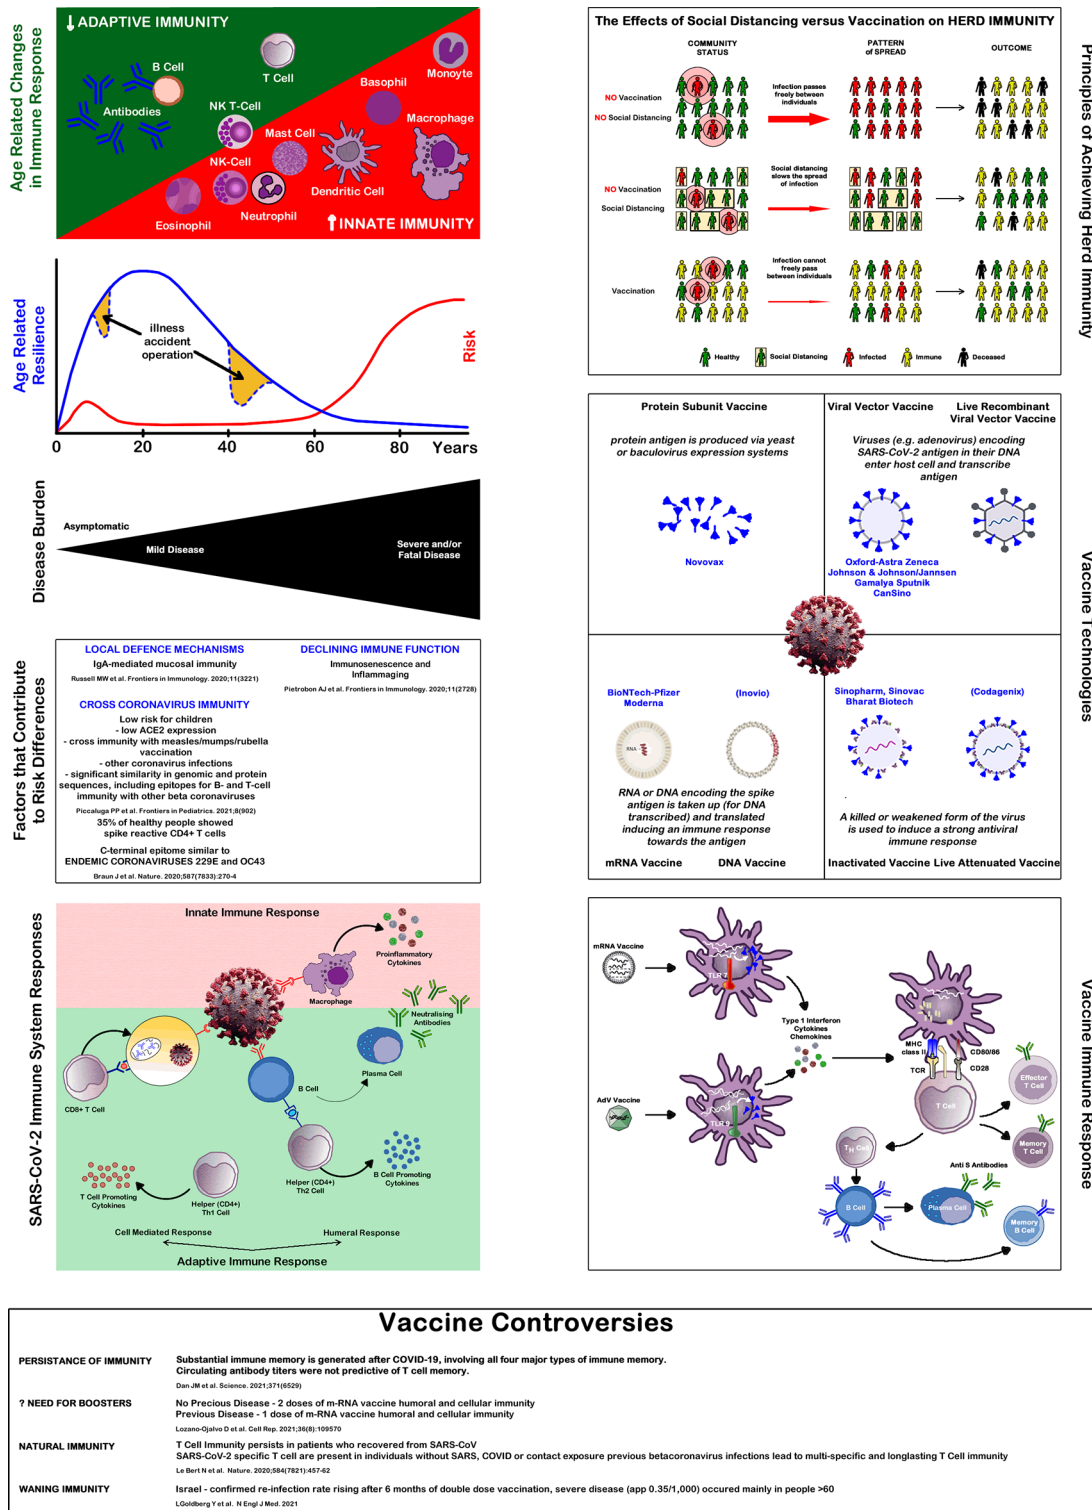 Age Related Changes
in Immune Response
ADAPTIVE IMMUNITY
B Cell
T Cell
Antibodies
NK T-Cell
Monoyte
Basophil
Mast Cell
Macrophage
NK-Cell
Dendritic Cell
Neutrophil
Eosinophil
INNATE IMMUNITY
Age Related
Resilience
illness
accident
operation
Risk
0
20
40
60
80
Years
Disease Burden
Asymptomatic
Mild Disease
Severe and/or
Fatal Disease
Factors that Contribute
to Risk Differences
LOCAL DEFENCE MECHANISMS
IgA-mediated mucosal immunity
Russell MW et al. Frontiers in Immunology. 2020;11(3221)
DECLINING IMMUNE FUNCTION
Immunosenescence and
Inflammaging
Pietrobon AJ et al. Frontiers in Immunology. 2020;11(2728)
CROSS CORONAVIRUS IMMUNITY
Low risk for children
- low ACE2 expression
- cross immunity with measles/mumps/rubella
vaccination
- other coronavirus infections
- significant similarity in genomic and protein
sequences, including epitopes for B- and T-cell
immunity with other beta coronaviruses
Piccaluga PP et al. Frontiers in Pediatrics. 2021;8(902)
35% of healthy people showed
spike reactive CD4+ T cells
C-terminal epitome similar to
ENDEMIC CORONAVIRUSES 229E and OC43
Braun J et al. Nature. 2020;587(7833):270-4
SARS-CoV-2 Immune System Responses
Innate Immune Response
Proinflammatory
Cytokines
Macrophage
Neutralising
Antibodies
Plasma Cell
B Cell
CD8+ T Cell
T Cell Promoting
Cytokines
Helper (CD4+)
Th1 Cell
Helper (CD4+)
Th2 Cell
B Cell Promoting
Cytokines
Cell Mediated Response
Humeral Response
Adaptive Immune Response
Principles of Achieving Herd Immunity
The Effects of Social Distancing versus Vaccination on HERD IMMUNITY
COMMUNITY
STATUS
PATTERN
of SPREAD
OUTCOME
NO Vaccination
NO Social Distancing
Infection passes
freely between
individuals
NO Vaccination
Social Distancing
Social distancing
slows the spread
of infection
Vaccination
Infection cannot
freely pass
between individuals
Healthy
Social Distancing
Infected
Immune
Deceased
Vaccine Technologies
Protein Subunit Vaccine
protein antigen is produced via yeast
or baculovirus expression systems
Novovax
Viral Vector Vaccine
Live Recombinant
Viral Vector Vaccine
Viruses (e.g. adenovirus) encoding
SARS-CoV-2 antigen in their DNA
enter host cell and transcribe
antigen
Oxford-Astra Zeneca
Johnson & Johnson/Jannsen
Gamalya Sputnik
CanSino
BioNTech-Pfizer
Moderna
(Inovio)
RNA
RNA or DNA encoding the spike
antigen is taken up (for DNA
transcribed) and translated
inducing an immune response
towards the antigen
mRNA Vaccine
DNA Vaccine
Sinopharm, Sinovac
Bharat Biotech
(Codagenix)
A killed or weakened form of the virus
is used to induce a strong antiviral
immune response
Inactivated Vaccine
Live Attenuated Vaccine
Vaccine Immune Response
mRNA Vaccine
TLR 7
Type 1 Interferon
Cytokines
Chemokines
AdV Vaccine
TLR 9
MHC
class II
CD80/86
TCR
CD28
T Cell
Effector
T Cell
Memory
T Cell
TH Cell
Anti S Antibodies
B Cell
Plasma Cell
Memory
B Cell
Vaccine Controversies
PERSISTANCE OF IMMUNITY
Substantial immune memory is generated after COVID-19, involving all four major types of immune memory.
Circulating antibody titers were not predictive of T cell memory.
Dan JM et al. Science. 2021;371(6529)
? NEED FOR BOOSTERS
No Precious Disease - 2 doses of m-RNA vaccine humoral and cellular immunity
Previous Disease - 1 dose of m-RNA vaccine humoral and cellular immunity
Lozano-Ojalvo D et al. Cell Rep. 2021;36(8):109570
NATURAL IMMUNITY
T Cell Immunity persists in patients who recovered from SARS-CoV
SARS-CoV-2 specific T cell are present in individuals without SARS, COVID or contact exposure previous betacoronavirus infections lead to multi-specific and longlasting T Cell immunity
Le Bert N et al. Nature. 2020;584(7821):457-62
WANING IMMUNITY
Israel - confirmed re-infection rate rising after 6 months of double dose vaccination, severe disease (app 0.35/1,000) occured mainly in people >60
LGoldberg Y et al. N Engl J Med. 2021